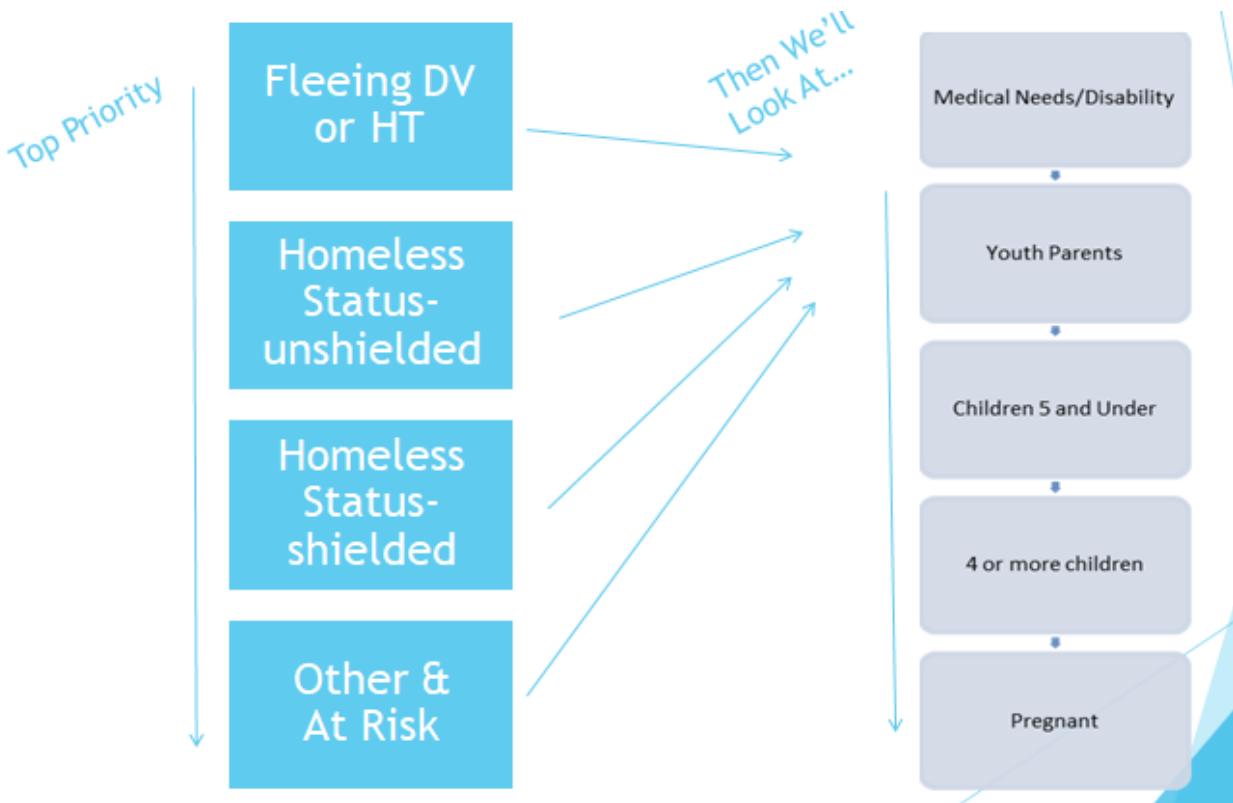 Top Priority
Fleeing DV
or HT
Homeless
Status-
unshielded
Homeless
Status-
shielded
Other &
At Risk
Then We'll
Look At...
Medical Needs/Disability
Youth Parents
Children 5 and Under
4 or more children
Pregnant